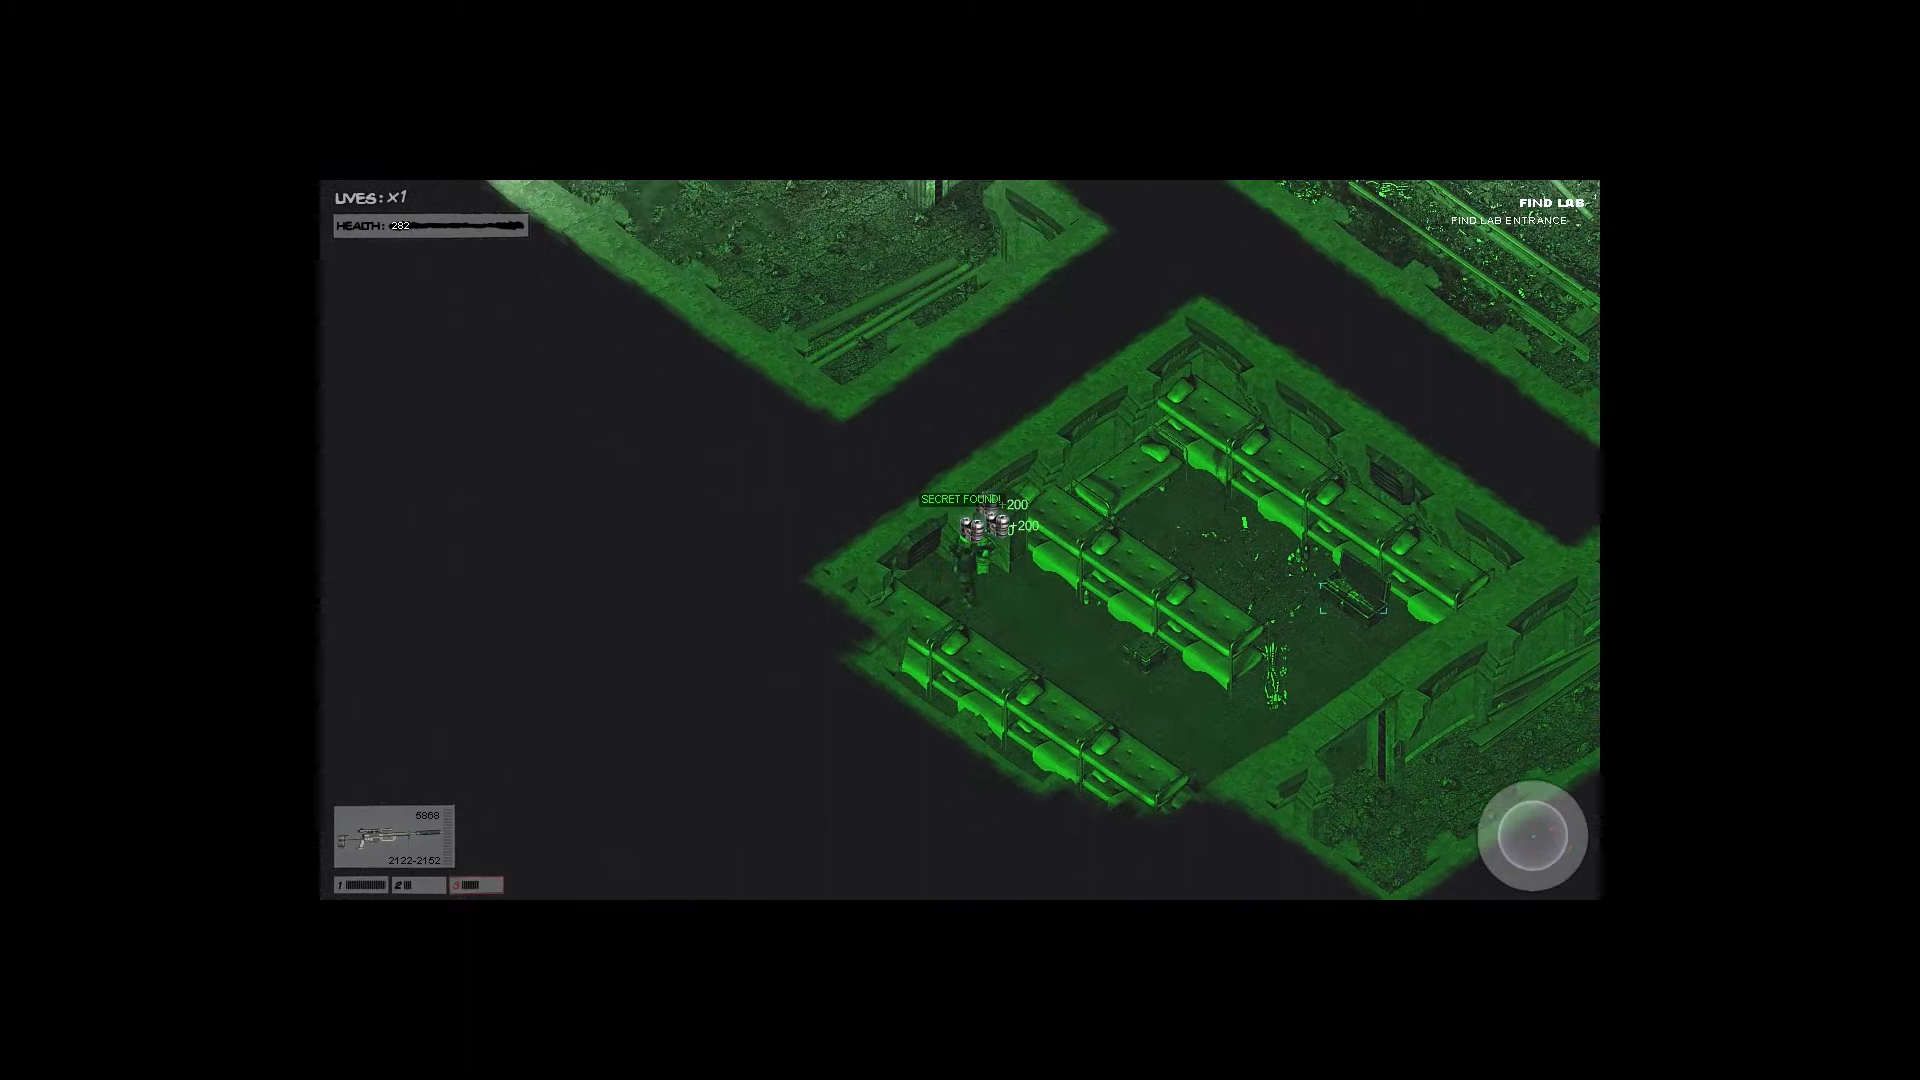 LIVES: X1
HEALTH: 282
FIND LAB
FIND LAB ENTRANCE
SECRET FOUND!
+200
+200
5868
2122-2152
1
2
3